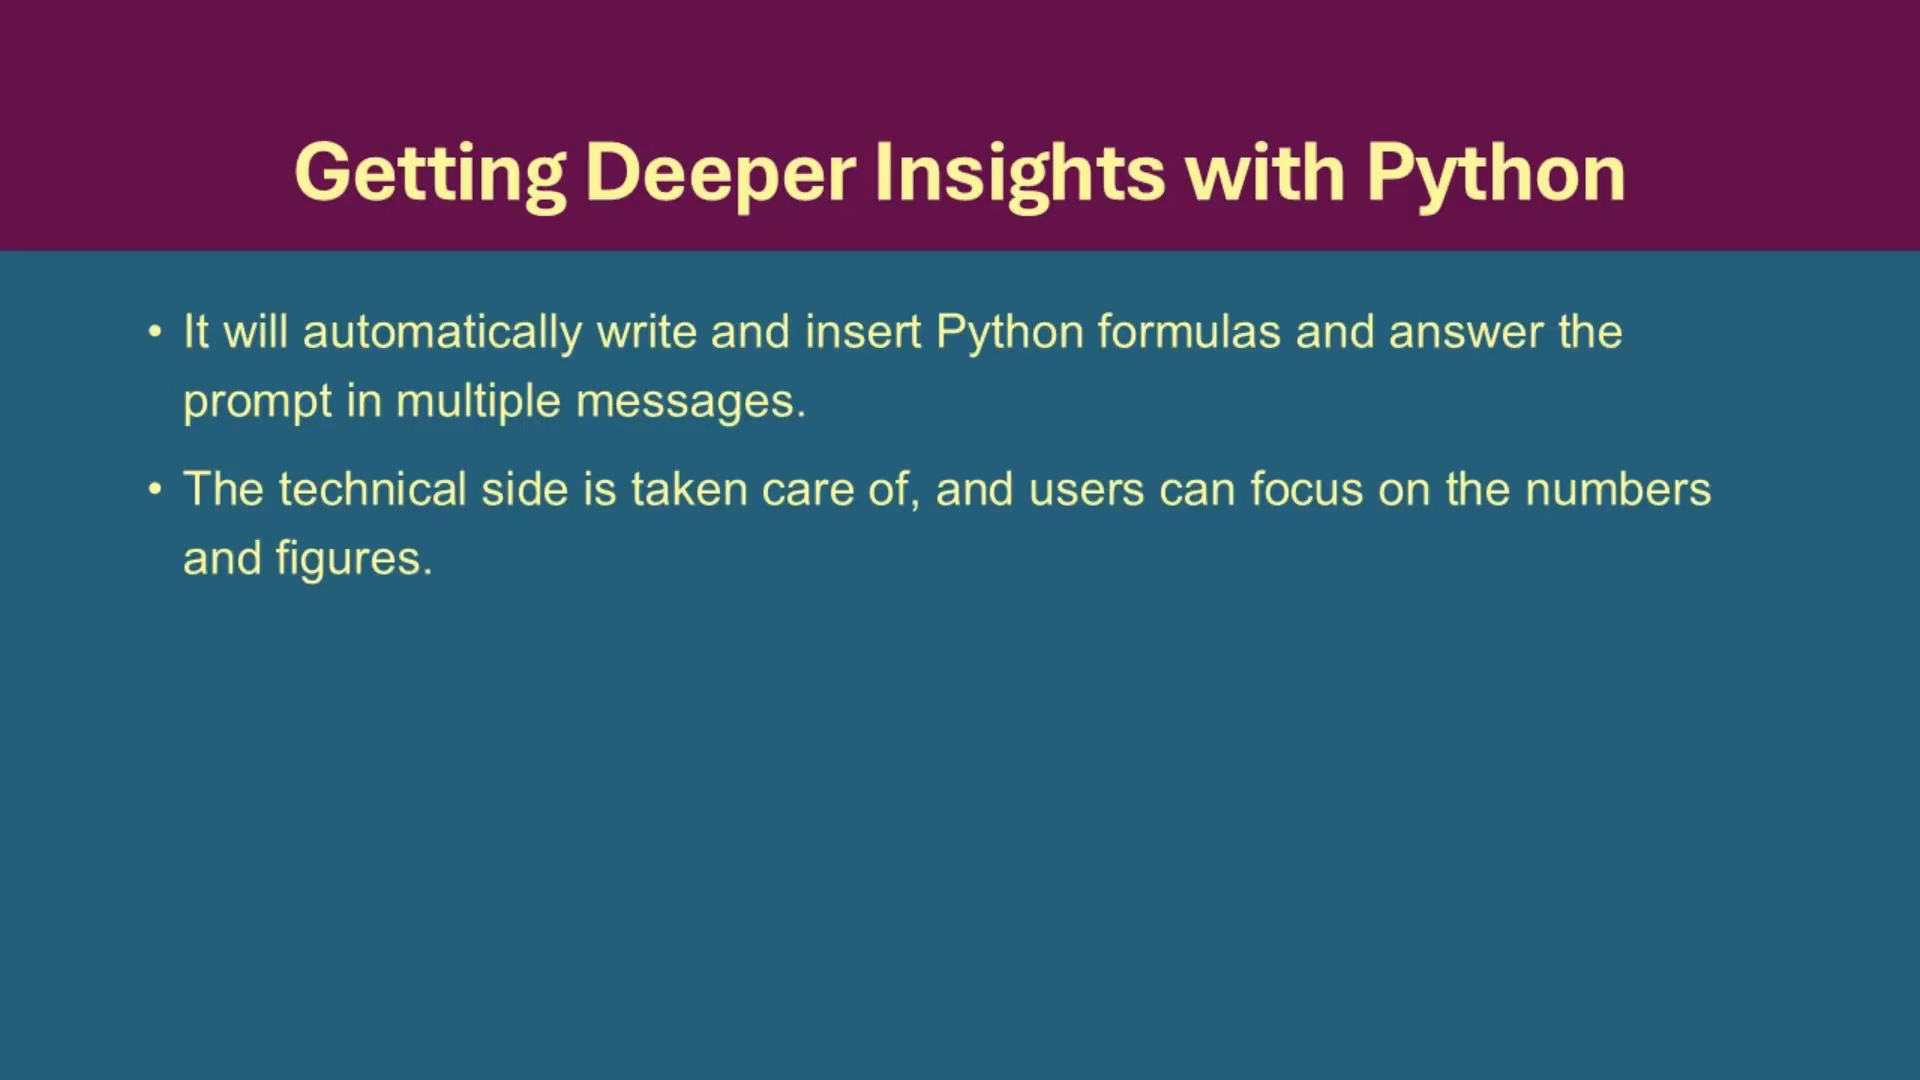 Getting Deeper Insights with Python
• It will automatically write and insert Python formulas and answer the
prompt in multiple messages.
• The technical side is taken care of, and users can focus on the numbers
and figures.